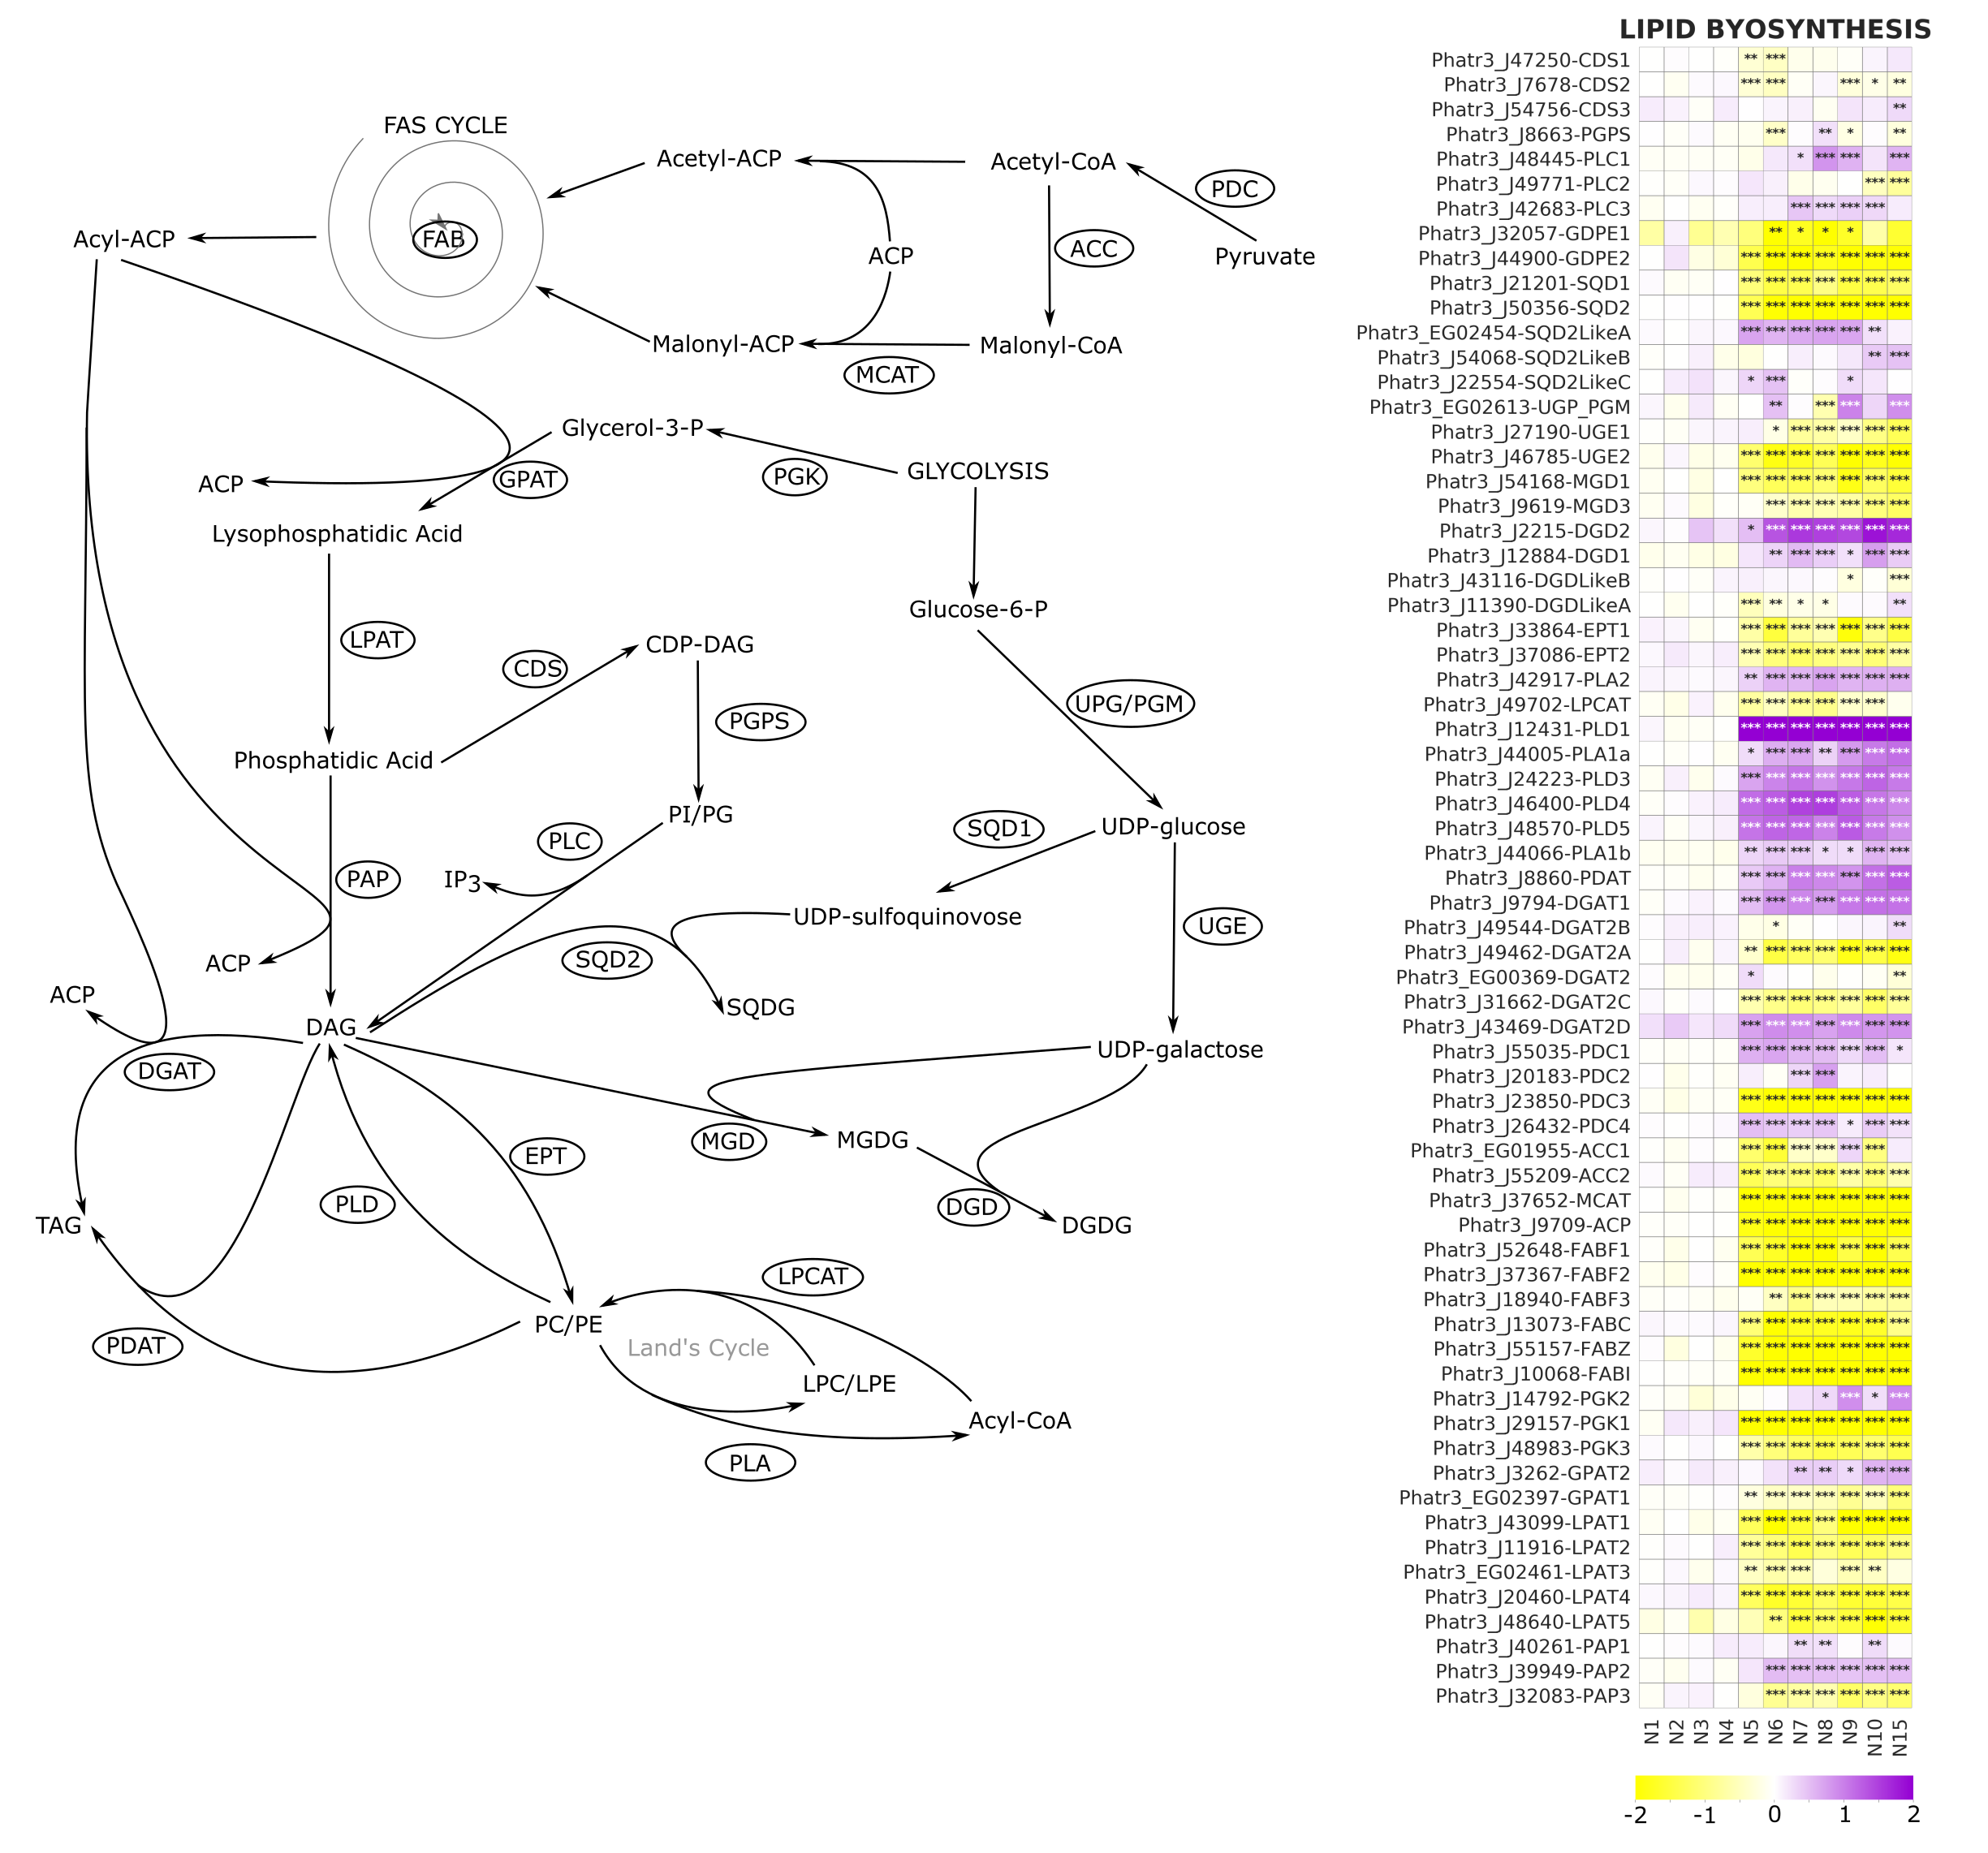 LIPID BYOSYNTHESIS
FAS CYCLE
Acetyl-ACP
Acetyl-CoA
PDC
Acyl-ACP
FAB
ACP
ACC
Pyruvate
Malonyl-ACP
Malonyl-CoA
MCAT
Glycerol-3-P
GLYCOLYSIS
PGK
GPAT
ACP
Lysophosphatidic Acid
Glucose-6-P
LPAT
CDS
CDP-DAG
UPG/PGM
PGPS
Phosphatidic Acid
PI/PG
SQD1
UDP-glucose
PLC
PAP
IP3
UDP-sulfoquinovose
UGE
SQD2
ACP
ACP
SQDG
DAG
UDP-galactose
DGAT
MGD
MGDG
EPT
PLD
DGD
TAG
DGDG
LPCAT
PC/PE
PDAT
Land's Cycle
LPC/LPE
Acyl-CoA
PLA
Phatr3_J47250-CDS1 ** ***
Phatr3_J7678-CDS2 *** *** *** * **
Phatr3_J54756-CDS3 **
Phatr3_J8663-PGPS *** ** * **
Phatr3_J48445-PLC1 * *** *** ***
Phatr3_J49771-PLC2 *** ***
Phatr3_J42683-PLC3 *** *** *** ***
Phatr3_J32057-GDPE1 ** * * *
Phatr3_J44900-GDPE2 *** *** *** *** *** *** ***
Phatr3_J21201-SQD1 *** *** *** *** *** *** ***
Phatr3_J50356-SQD2 *** *** *** *** *** *** ***
Phatr3_EG02454-SQD2LikeA *** *** *** *** *** **
Phatr3_J54068-SQD2LikeB ** ***
Phatr3_J22554-SQD2LikeC * *** *
Phatr3_EG02613-UGP_PGM ** *** *** ***
Phatr3_J27190-UGE1 * *** *** *** *** ***
Phatr3_J46785-UGE2 *** *** *** *** *** *** ***
Phatr3_J54168-MGD1 *** *** *** *** *** *** ***
Phatr3_J9619-MGD3 *** *** *** *** *** ***
Phatr3_J2215-DGD2 * *** *** *** *** *** ***
Phatr3_J12884-DGD1 ** *** *** * *** ***
Phatr3_J43116-DGDLikeB * ***
Phatr3_J11390-DGDLikeA *** ** * * **
Phatr3_J33864-EPT1 *** *** *** *** *** *** ***
Phatr3_J37086-EPT2 *** *** *** *** *** *** ***
Phatr3_J42917-PLA2 ** *** *** *** *** *** ***
Phatr3_J49702-LPCAT *** *** *** *** *** ***
Phatr3_J12431-PLD1 *** *** *** *** *** *** ***
Phatr3_J44005-PLA1a * *** *** ** *** *** ***
Phatr3_J24223-PLD3 *** *** *** *** *** *** ***
Phatr3_J46400-PLD4 *** *** *** *** *** *** ***
Phatr3_J48570-PLD5 *** *** *** *** *** *** ***
Phatr3_J44066-PLA1b ** *** *** * * *** ***
Phatr3_J8860-PDAT *** *** *** *** *** *** ***
Phatr3_J9794-DGAT1 *** *** *** *** *** *** ***
Phatr3_J49544-DGAT2B * **
Phatr3_J49462-DGAT2A ** *** *** *** *** *** ***
Phatr3_EG00369-DGAT2 * **
Phatr3_J31662-DGAT2C *** *** *** *** *** *** ***
Phatr3_J43469-DGAT2D *** *** *** *** *** *** ***
Phatr3_J55035-PDC1 *** *** *** *** *** *** *
Phatr3_J20183-PDC2 *** ***
Phatr3_J23850-PDC3 *** *** *** *** *** *** ***
Phatr3_J26432-PDC4 *** *** *** *** * *** ***
Phatr3_EG01955-ACC1 *** *** *** *** *** ***
Phatr3_J55209-ACC2 *** *** *** *** *** *** ***
Phatr3_J37652-MCAT *** *** *** *** *** *** ***
Phatr3_J9709-ACP *** *** *** *** *** *** ***
Phatr3_J52648-FABF1 *** *** *** *** *** *** ***
Phatr3_J37367-FABF2 *** *** *** *** *** *** ***
Phatr3_J18940-FABF3 ** *** *** *** *** ***
Phatr3_J13073-FABC *** *** *** *** *** *** ***
Phatr3_J55157-FABZ *** *** *** *** *** *** ***
Phatr3_J10068-FABI *** *** *** *** *** *** ***
Phatr3_J14792-PGK2 * *** * ***
Phatr3_J29157-PGK1 *** *** *** *** *** *** ***
Phatr3_J48983-PGK3 *** *** *** *** *** *** ***
Phatr3_J3262-GPAT2 ** ** * *** ***
Phatr3_EG02397-GPAT1 ** *** *** *** *** *** ***
Phatr3_J43099-LPAT1 *** *** *** *** *** *** ***
Phatr3_J11916-LPAT2 *** *** *** *** *** *** ***
Phatr3_EG02461-LPAT3 ** *** *** *** **
Phatr3_J20460-LPAT4 *** *** *** *** *** *** ***
Phatr3_J48640-LPAT5 ** *** *** *** *** ***
Phatr3_J40261-PAP1 ** ** **
Phatr3_J39949-PAP2 *** *** *** *** *** ***
Phatr3_J32083-PAP3 *** *** *** *** *** ***
N1 N2 N3 N4 N5 N6 N7 N8 N9 N10 N15
-2 -1 0 1 2